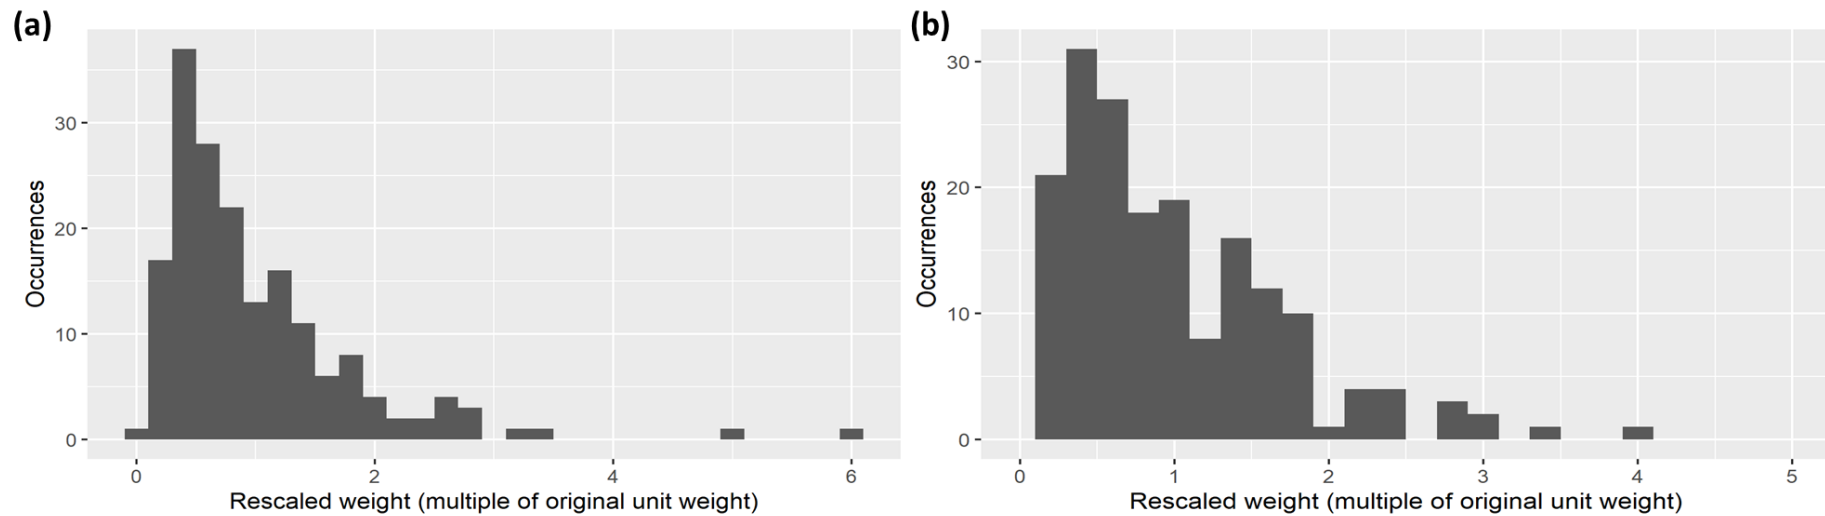 (a)
Occurrences
30
20
10
0
0 2 4 6
Rescaled weight (multiple of original unit weight)
(b)
Occurrences
30
20
10
0
0 1 2 3 4 5
Rescaled weight (multiple of original unit weight)